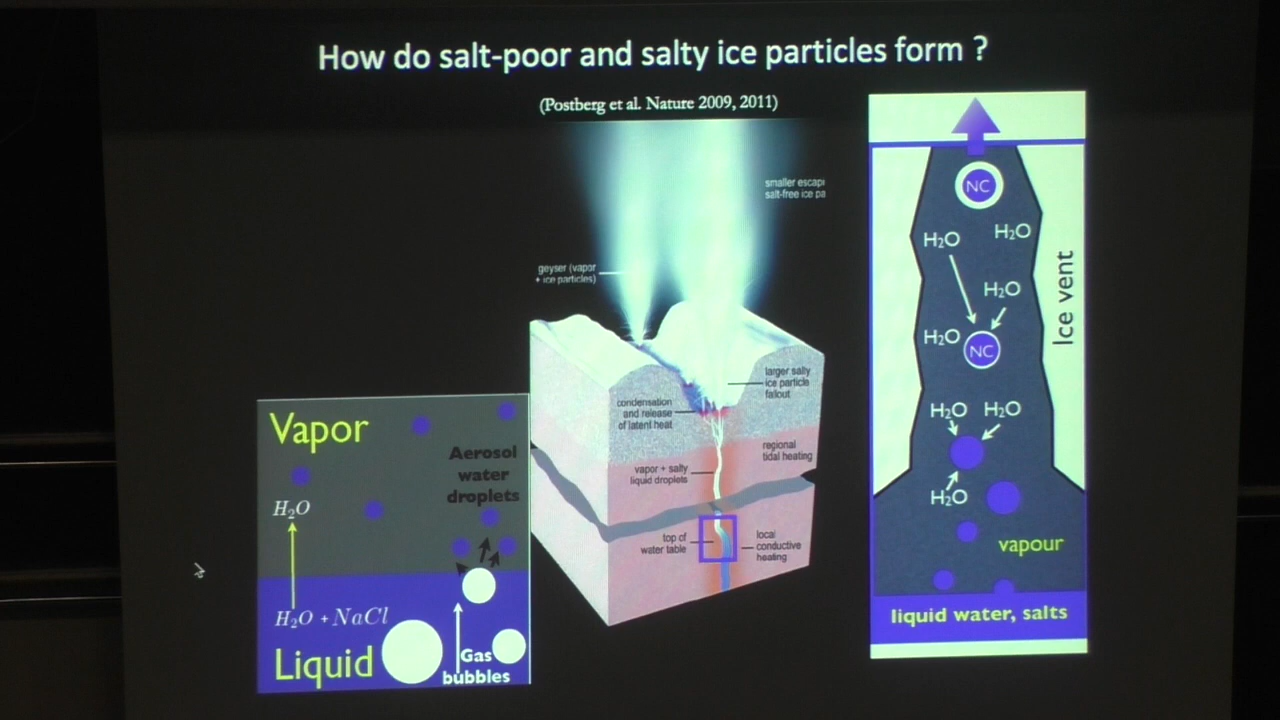 How do salt-poor and salty ice particles form ?
(Postberg et al. Nature 2009, 2011)
smaller
salt-free ice
geyser (vapor
+ ice particles)
larger salty
ice particle
fallout
condensation
and release
of latent heat
regional
tidal heating
vapor + salty
liquid droplets
top of
water table
local
conductive
heating
Vapor
Aerosol
water
droplets
H₂O
H₂O + NaCl
Liquid
Gas
bubbles
NC
H₂O
H₂O
H₂O
H₂O
NC
H₂O
H₂O
H₂O
Ice vent
vapour
liquid water, salts